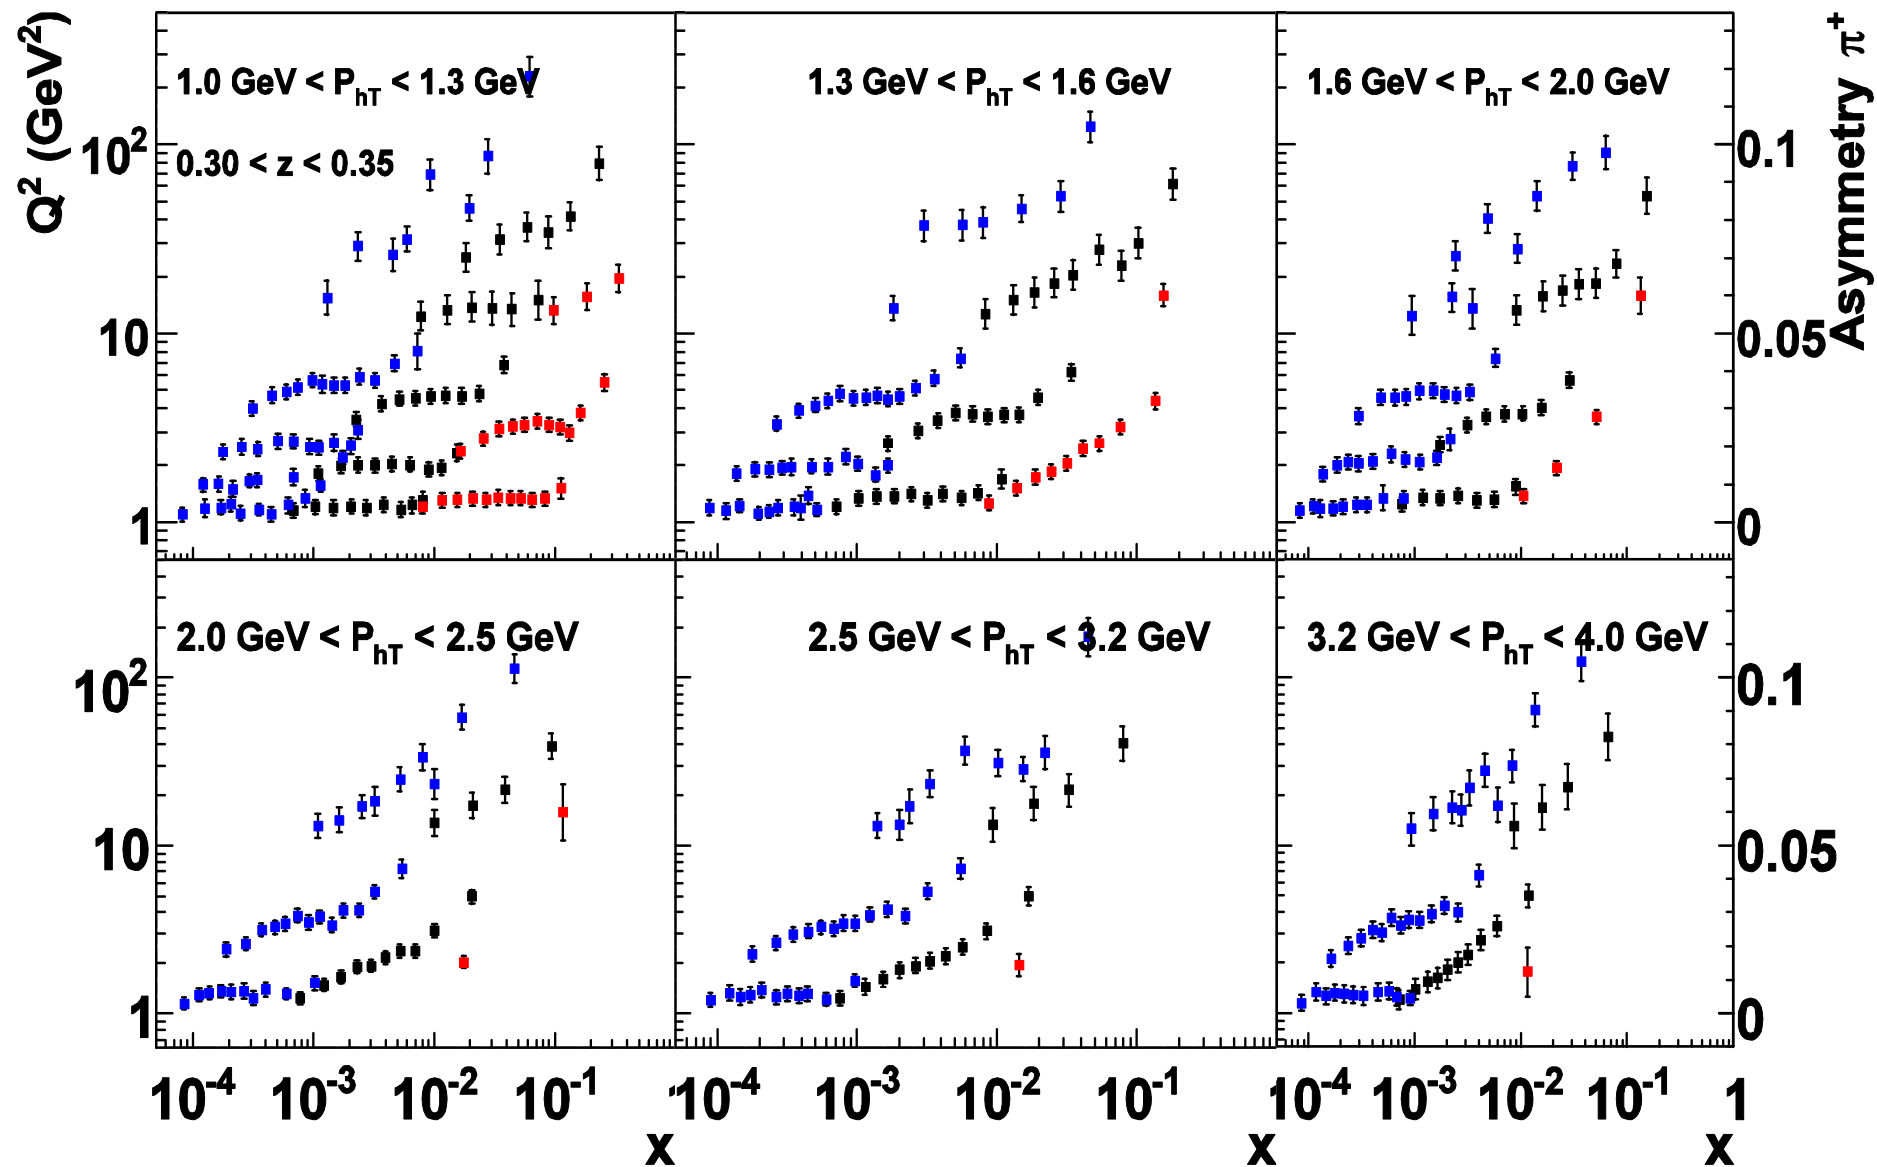 Q² (GeV²)
1.0 GeV < P_hT < 1.3 GeV
1.3 GeV < P_hT < 1.6 GeV
1.6 GeV < P_hT < 2.0 GeV
Asymmetry π⁺
0.30 < z < 0.35
10² 0.1
10 0.05
1 0
2.0 GeV < P_hT < 2.5 GeV
2.5 GeV < P_hT < 3.2 GeV
3.2 GeV < P_hT < 4.0 GeV
10² 0.1
10 0.05
1 0
10⁻⁴ 10⁻³ 10⁻² 10⁻¹ 10⁻⁴ 10⁻³ 10⁻² 10⁻¹ 10⁻⁴ 10⁻³ 10⁻² 10⁻¹ 1
x x x